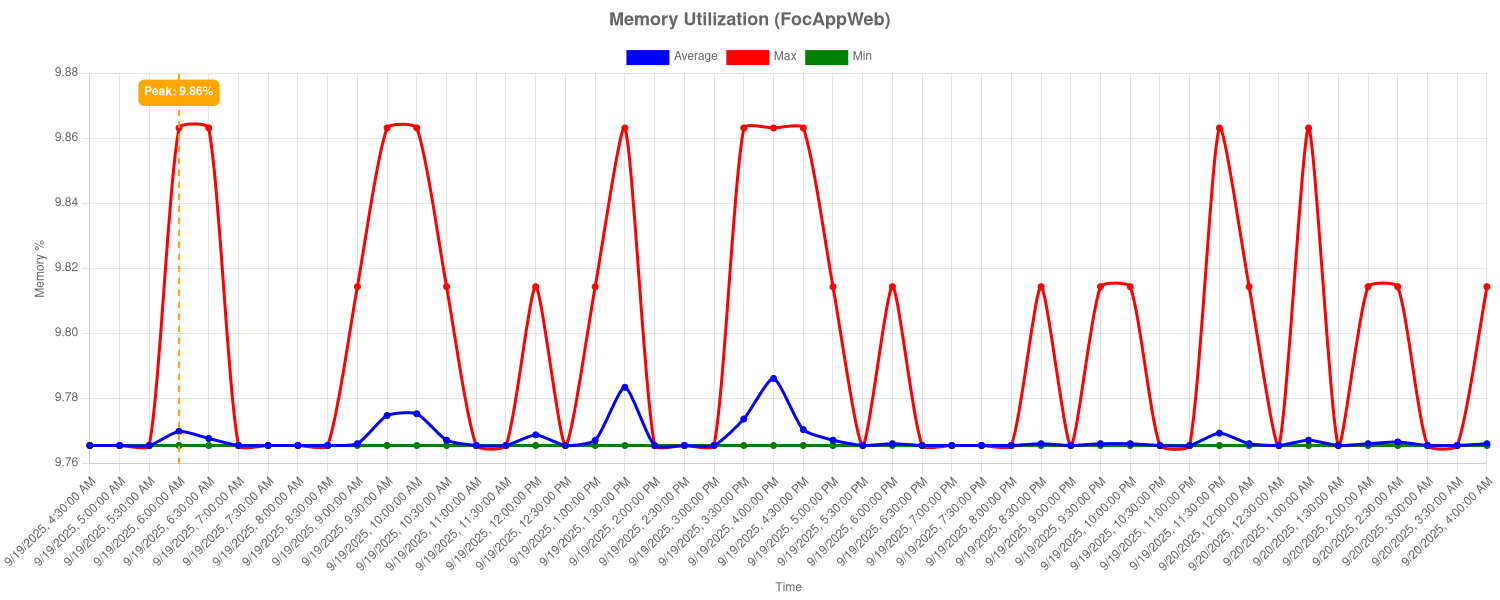 Memory Utilization (FocAppWeb)
Average Max Min
9.88
Peak: 9.86%
9.86
9.84
9.82
9.80
9.78
9.76
Memory %
9/19/2025, 4:30:00 AM
9/19/2025, 5:00:00 AM
9/19/2025, 5:30:00 AM
9/19/2025, 6:00:00 AM
9/19/2025, 6:30:00 AM
9/19/2025, 7:00:00 AM
9/19/2025, 7:30:00 AM
9/19/2025, 8:00:00 AM
9/19/2025, 8:30:00 AM
9/19/2025, 9:00:00 AM
9/19/2025, 9:30:00 AM
9/19/2025, 10:00:00 AM
9/19/2025, 10:30:00 AM
9/19/2025, 11:00:00 AM
9/19/2025, 11:30:00 AM
9/19/2025, 12:00:00 PM
9/19/2025, 12:30:00 PM
9/19/2025, 1:00:00 PM
9/19/2025, 1:30:00 PM
9/19/2025, 2:00:00 PM
9/19/2025, 2:30:00 PM
9/19/2025, 3:00:00 PM
9/19/2025, 3:30:00 PM
9/19/2025, 4:00:00 PM
9/19/2025, 4:30:00 PM
9/19/2025, 5:00:00 PM
9/19/2025, 5:30:00 PM
9/19/2025, 6:00:00 PM
9/19/2025, 6:30:00 PM
9/19/2025, 7:00:00 PM
9/19/2025, 7:30:00 PM
9/19/2025, 8:00:00 PM
9/19/2025, 8:30:00 PM
9/19/2025, 9:00:00 PM
9/19/2025, 9:30:00 PM
9/19/2025, 10:00:00 PM
9/19/2025, 10:30:00 PM
9/19/2025, 11:00:00 PM
9/19/2025, 11:30:00 PM
9/20/2025, 12:00:00 AM
9/20/2025, 12:30:00 AM
9/20/2025, 1:00:00 AM
9/20/2025, 1:30:00 AM
9/20/2025, 2:00:00 AM
9/20/2025, 2:30:00 AM
9/20/2025, 3:00:00 AM
9/20/2025, 3:30:00 AM
9/20/2025, 4:00:00 AM
Time